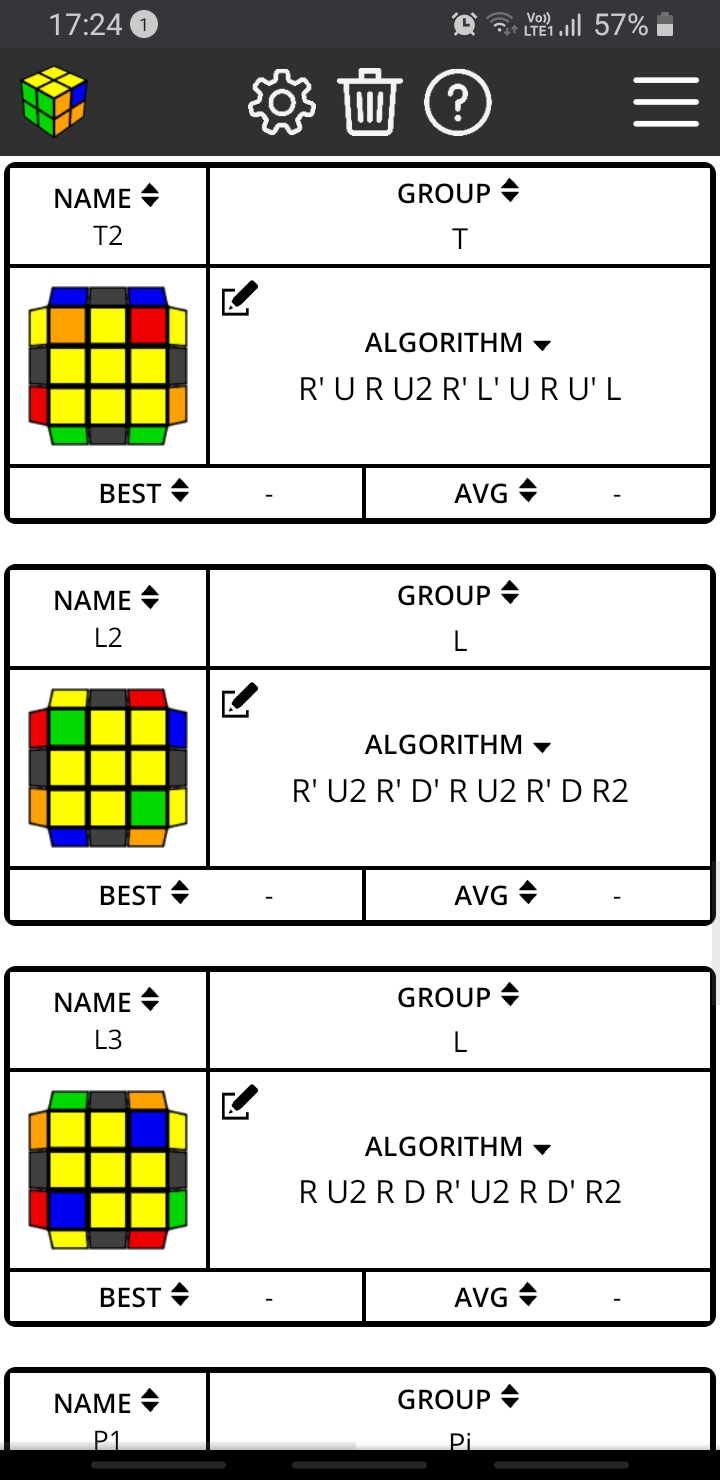 17:24 1 Vo)) LTE1 57%
?
NAME GROUP
T2 T
ALGORITHM
R' U R U2 R' L' U R U' L
BEST - AVG -
NAME GROUP
L2 L
ALGORITHM
R' U2 R' D' R U2 R' D R2
BEST - AVG -
NAME GROUP
L3 L
ALGORITHM
R U2 R D R' U2 R D' R2
BEST - AVG -
NAME GROUP
P1 Pi